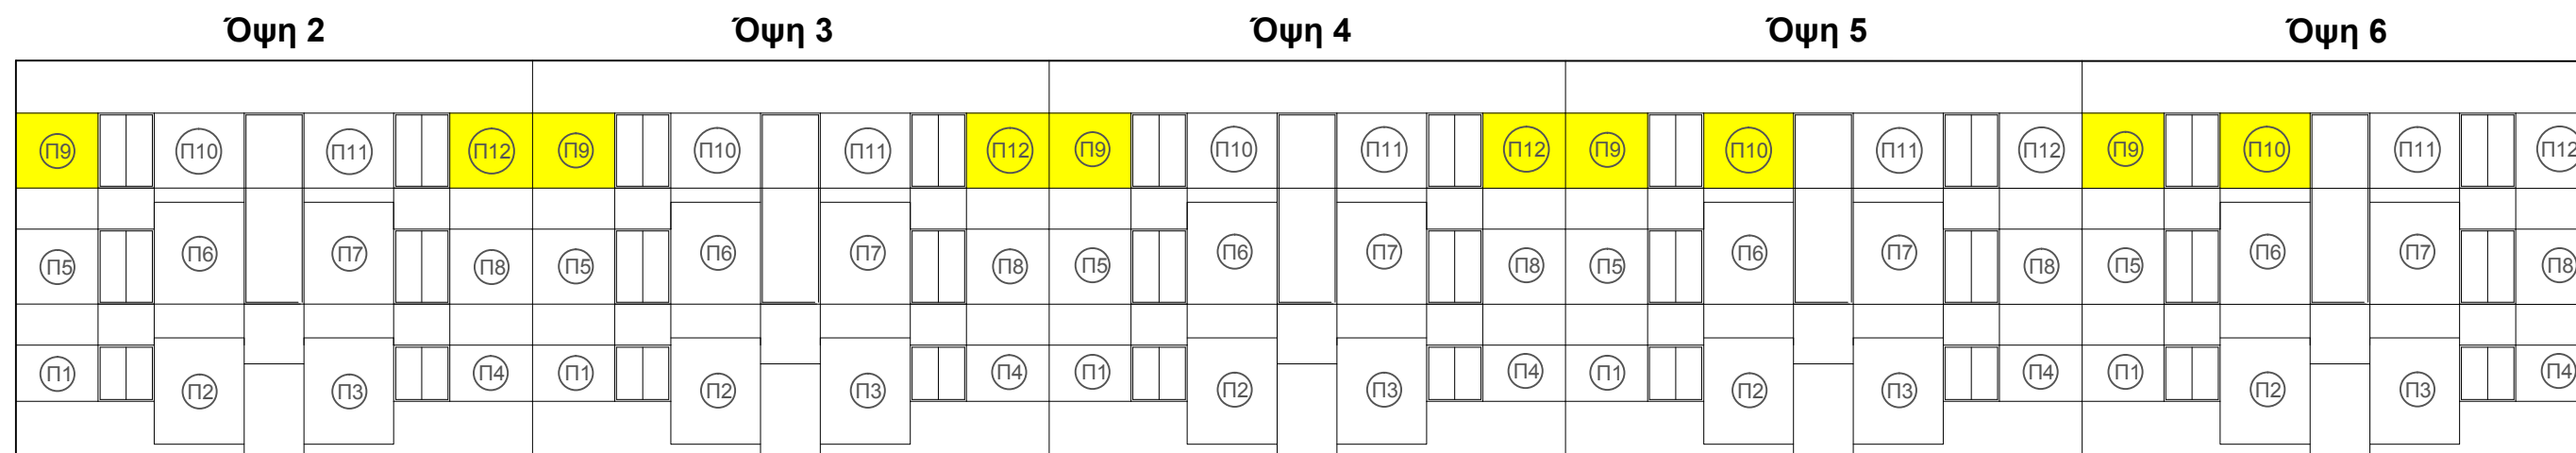 Όψη 2 Όψη 3 Όψη 4 Όψη 5 Όψη 6
Π9 Π10 Π11 Π12 Π9 Π10 Π11 Π12 Π9 Π10 Π11 Π12 Π9 Π10 Π11 Π12 Π9 Π10 Π11 Π12
Π5 Π6 Π7 Π8 Π5 Π6 Π7 Π8 Π5 Π6 Π7 Π8 Π5 Π6 Π7 Π8 Π5 Π6 Π7 Π8
Π1 Π2 Π3 Π4 Π1 Π2 Π3 Π4 Π1 Π2 Π3 Π4 Π1 Π2 Π3 Π4 Π1 Π2 Π3 Π4